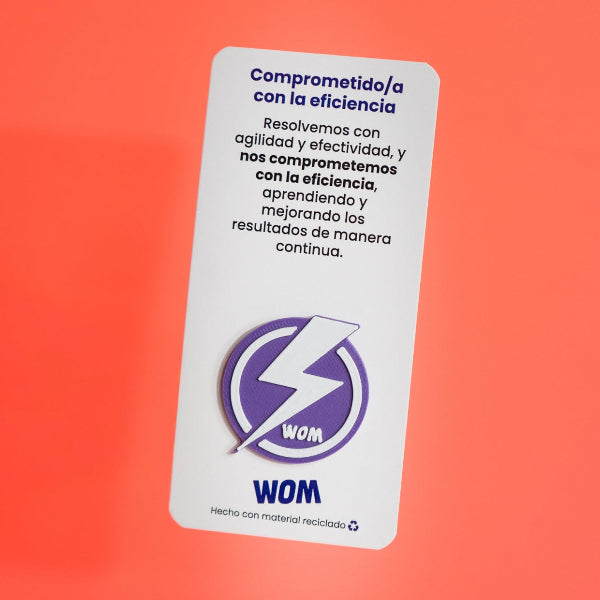 Comprometido/a
con la eficiencia
Resolvemos con
agilidad y efectividad, y
nos comprometemos
con la eficiencia,
aprendiendo y
mejorando los
resultados de manera
continua.
WOM
WOM
Hecho con material reciclado